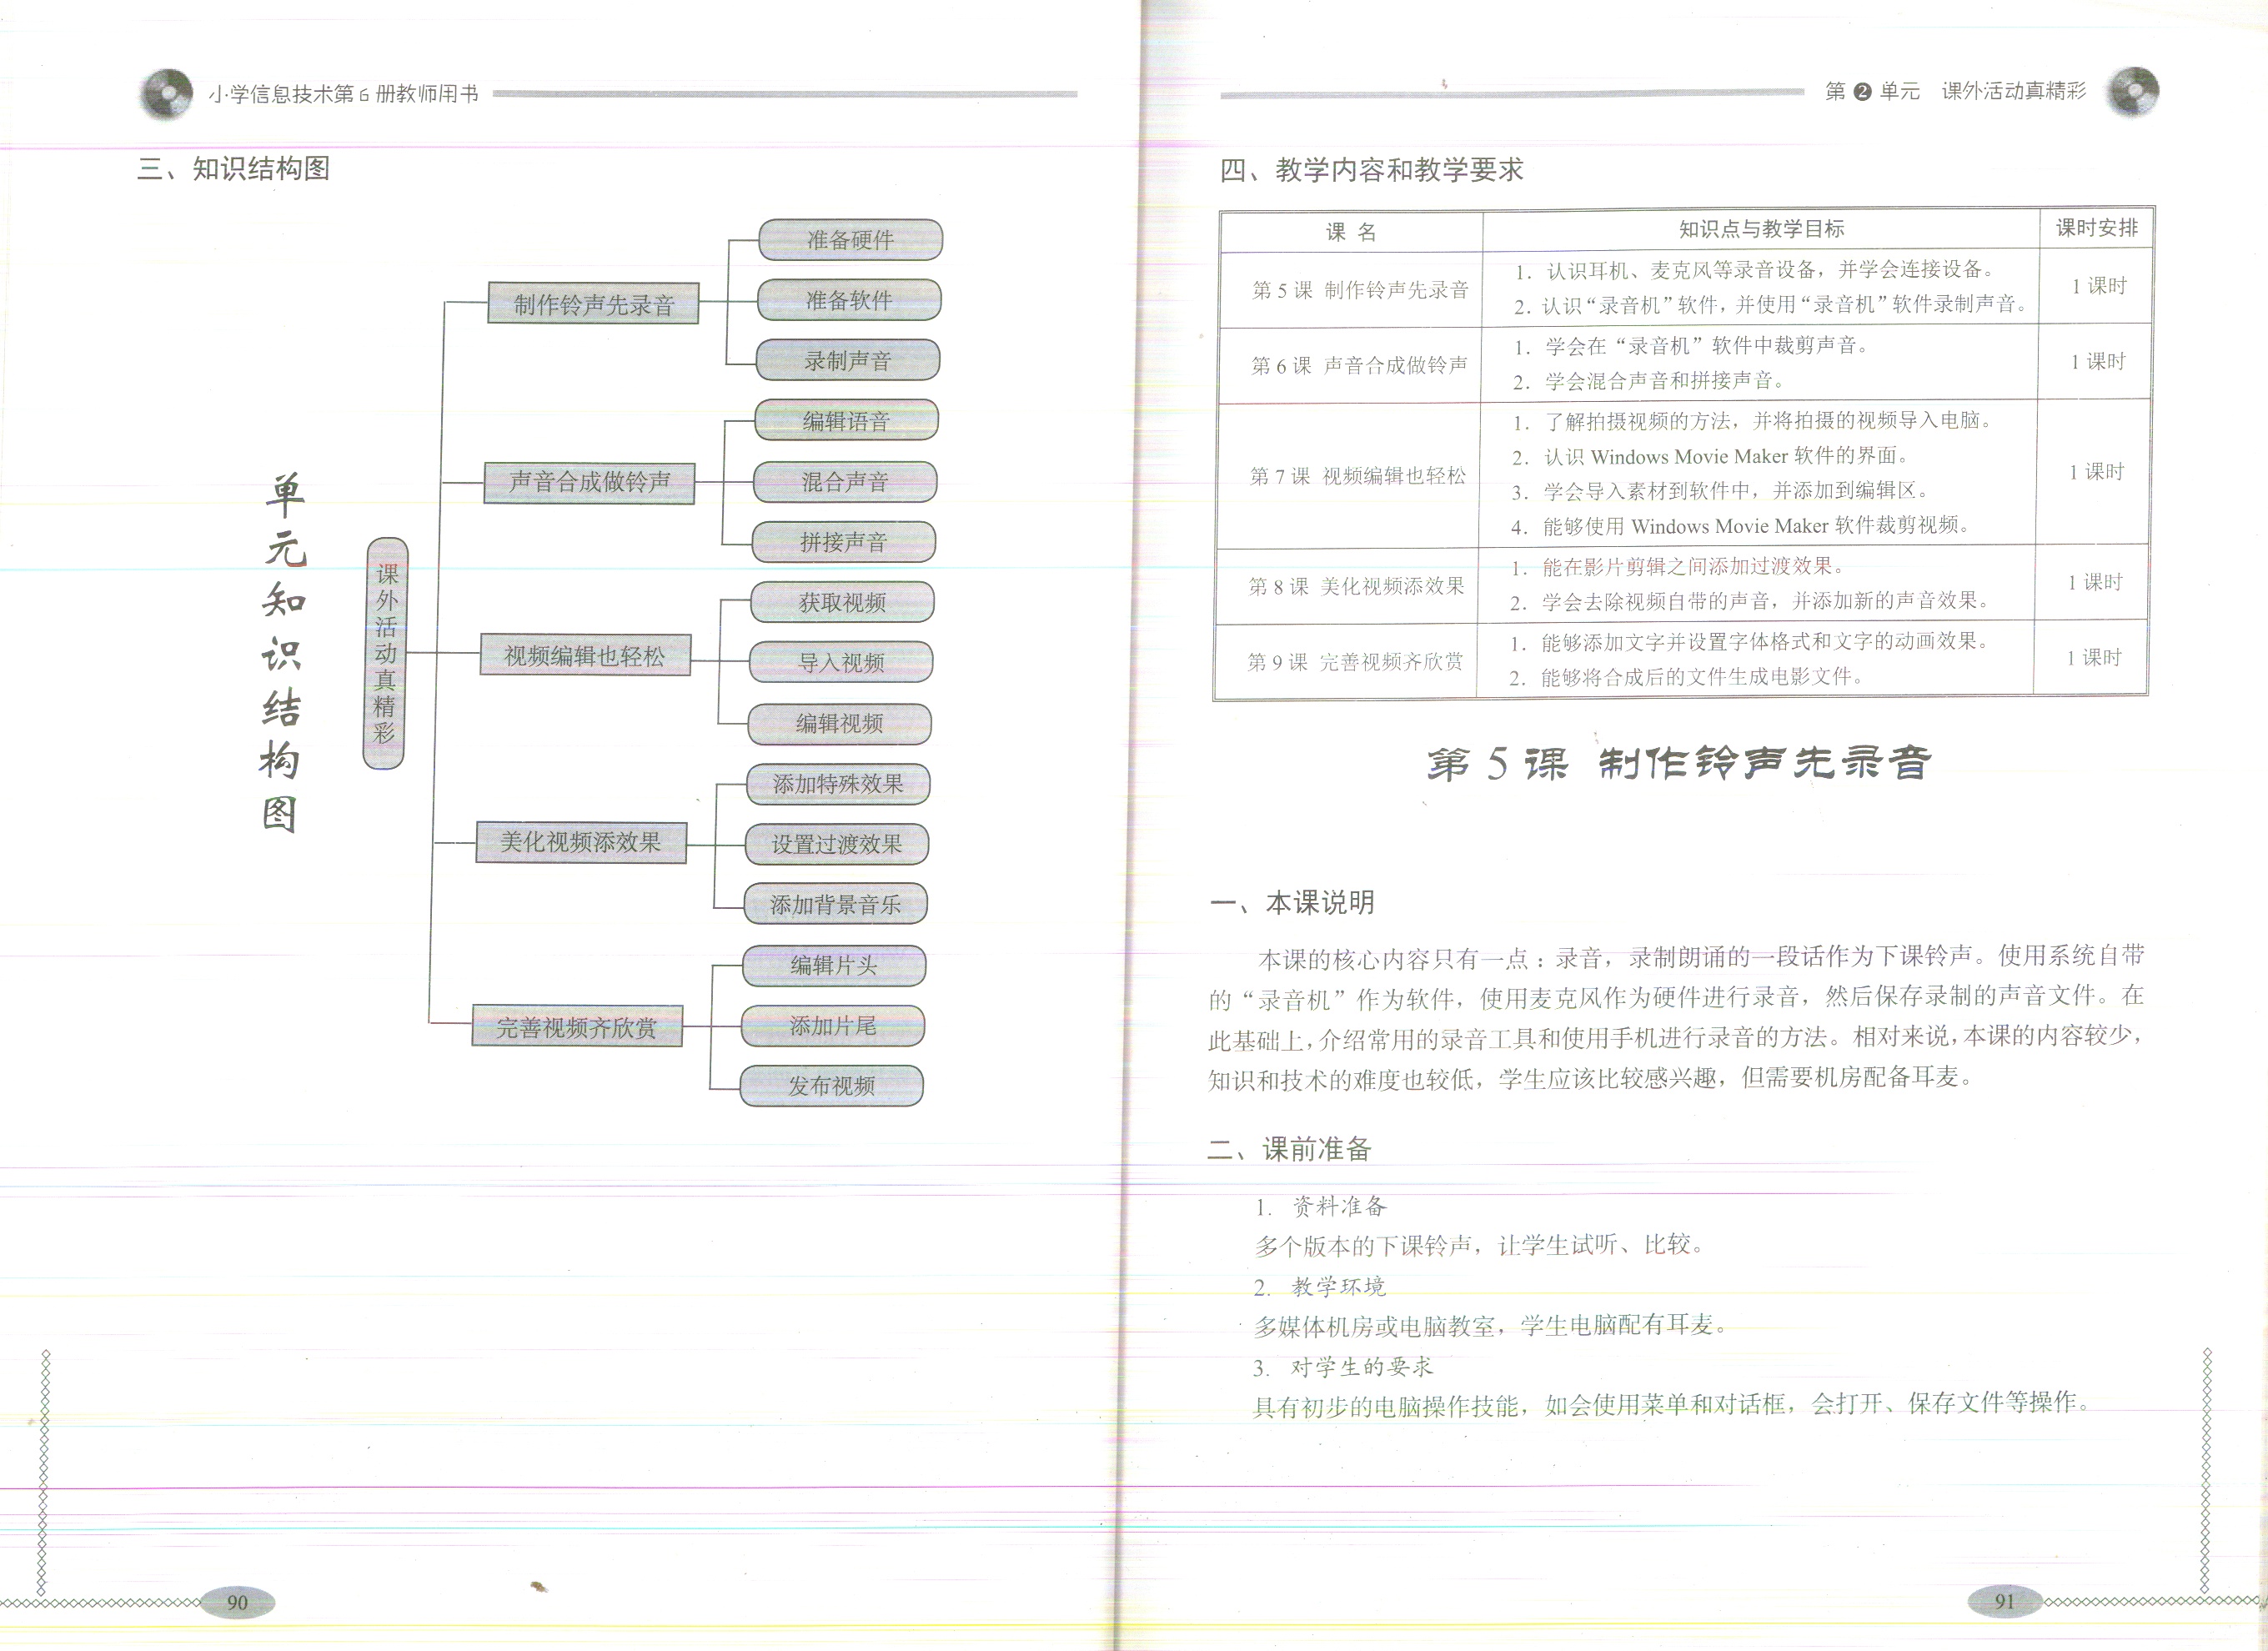 小学信息技术第6册教师用书
三、知识结构图
单元知识结构图
课外活动真精彩
制作铃声先录音
准备硬件
准备软件
录制声音
声音合成做铃声
编辑语音
混合声音
拼接声音
视频编辑也轻松
获取视频
导入视频
编辑视频
美化视频添效果
添加特殊效果
设置过渡效果
添加背景音乐
完善视频齐欣赏
编辑片头
添加片尾
发布视频
90
第2单元 课外活动真精彩
四、教学内容和教学要求
课 名 知识点与教学目标 课时安排
第5课 制作铃声先录音
1. 认识耳机、麦克风等录音设备，并学会连接设备。
2. 认识“录音机”软件，并使用“录音机”软件录制声音。
1课时
第6课 声音合成做铃声
1. 学会在“录音机”软件中裁剪声音。
2. 学会混合声音和拼接声音。
1课时
第7课 视频编辑也轻松
1. 了解拍摄视频的方法，并将拍摄的视频导入电脑。
2. 认识 Windows Movie Maker 软件的界面。
3. 学会导入素材到软件中，并添加到编辑区。
4. 能够使用 Windows Movie Maker 软件裁剪视频。
1课时
第8课 美化视频添效果
1. 能在影片剪辑之间添加过渡效果。
2. 学会去除视频自带的声音，并添加新的声音效果。
1课时
第9课 完善视频齐欣赏
1. 能够添加文字并设置字体格式和文字的动画效果。
2. 能够将合成后的文件生成电影文件。
1课时
第5课 制作铃声先录音
一、本课说明
本课的核心内容只有一点：录音，录制朗诵的一段话作为下课铃声。使用系统自带
的“录音机”作为软件，使用麦克风作为硬件进行录音，然后保存录制的声音文件。在
此基础上，介绍常用的录音工具和使用手机进行录音的方法。相对来说，本课的内容较少，
知识和技术的难度也较低，学生应该比较感兴趣，但需要机房配备耳麦。
二、课前准备
1. 资料准备
多个版本的下课铃声，让学生试听、比较。
2. 教学环境
多媒体机房或电脑教室，学生电脑配有耳麦。
3. 对学生的要求
具有初步的电脑操作技能，如会使用菜单和对话框，会打开、保存文件等操作。
91